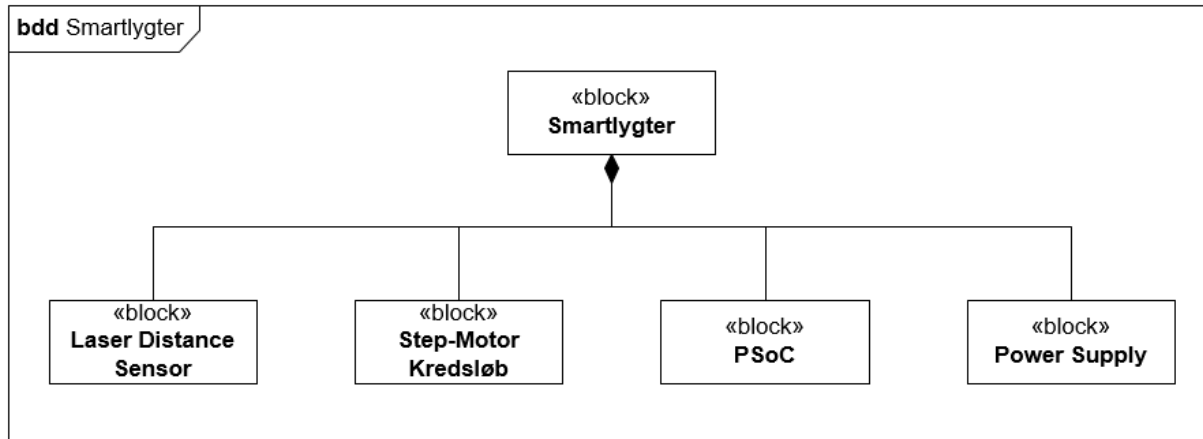 bdd Smartlygter
«block»
Smartlygter
«block»
Laser Distance
Sensor
«block»
Step-Motor
Kredsløb
«block»
PSoC
«block»
Power Supply